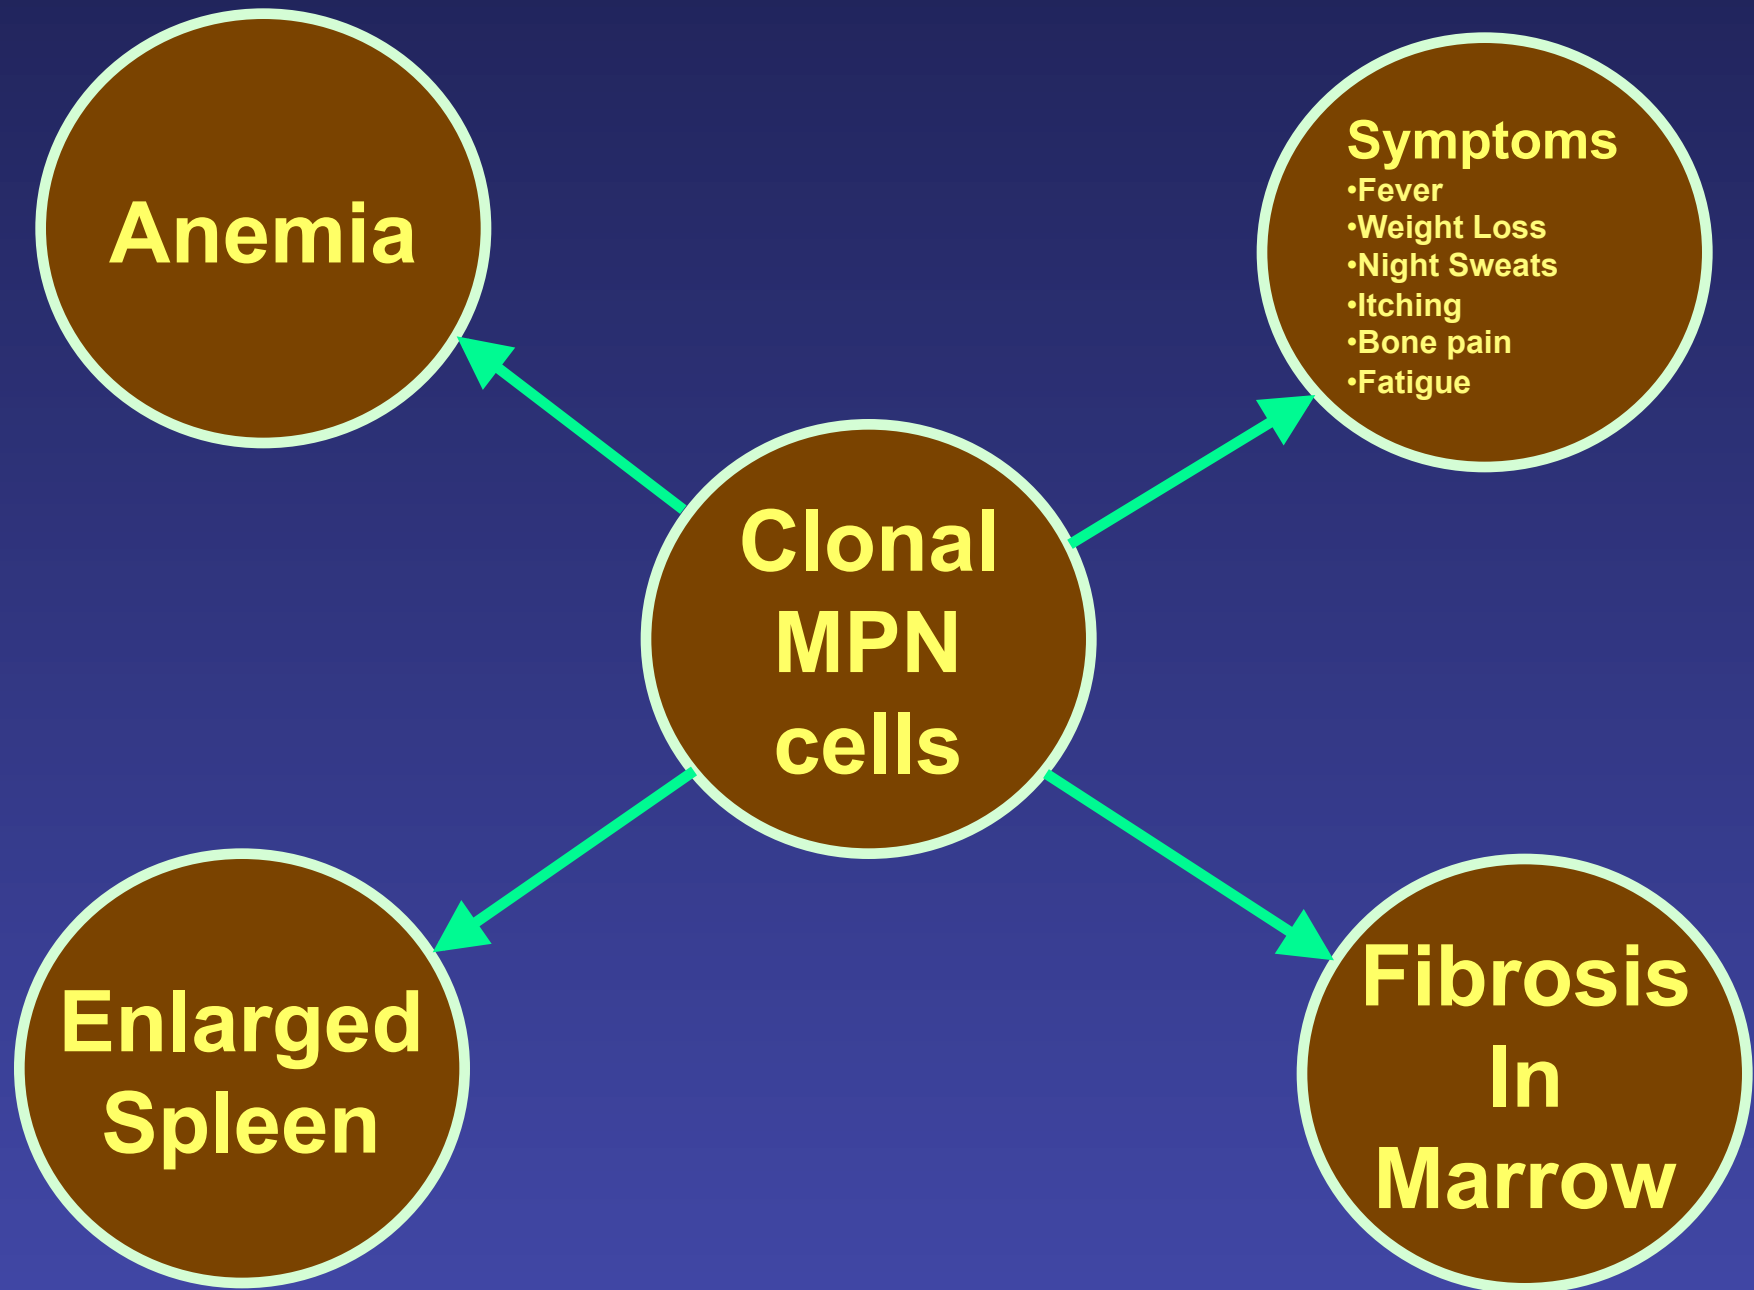 Anemia
Symptoms
•Fever
•Weight Loss
•Night Sweats
•Itching
•Bone pain
•Fatigue
Clonal
MPN
cells
Enlarged
Spleen
Fibrosis
In
Marrow